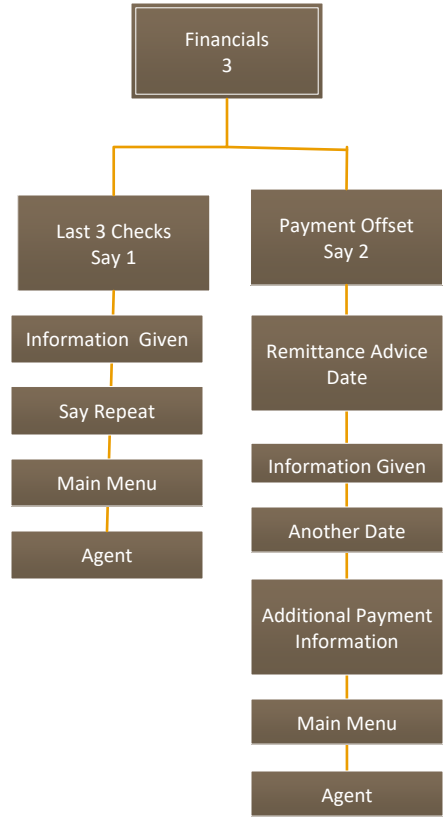 Financials
3
Last 3 Checks
Say 1
Information  Given
Say Repeat
Main Menu
Agent
Payment Offset
Say 2
Remittance Advice
Date
Information Given
Another Date
Additional Payment
Information
Main Menu
Agent